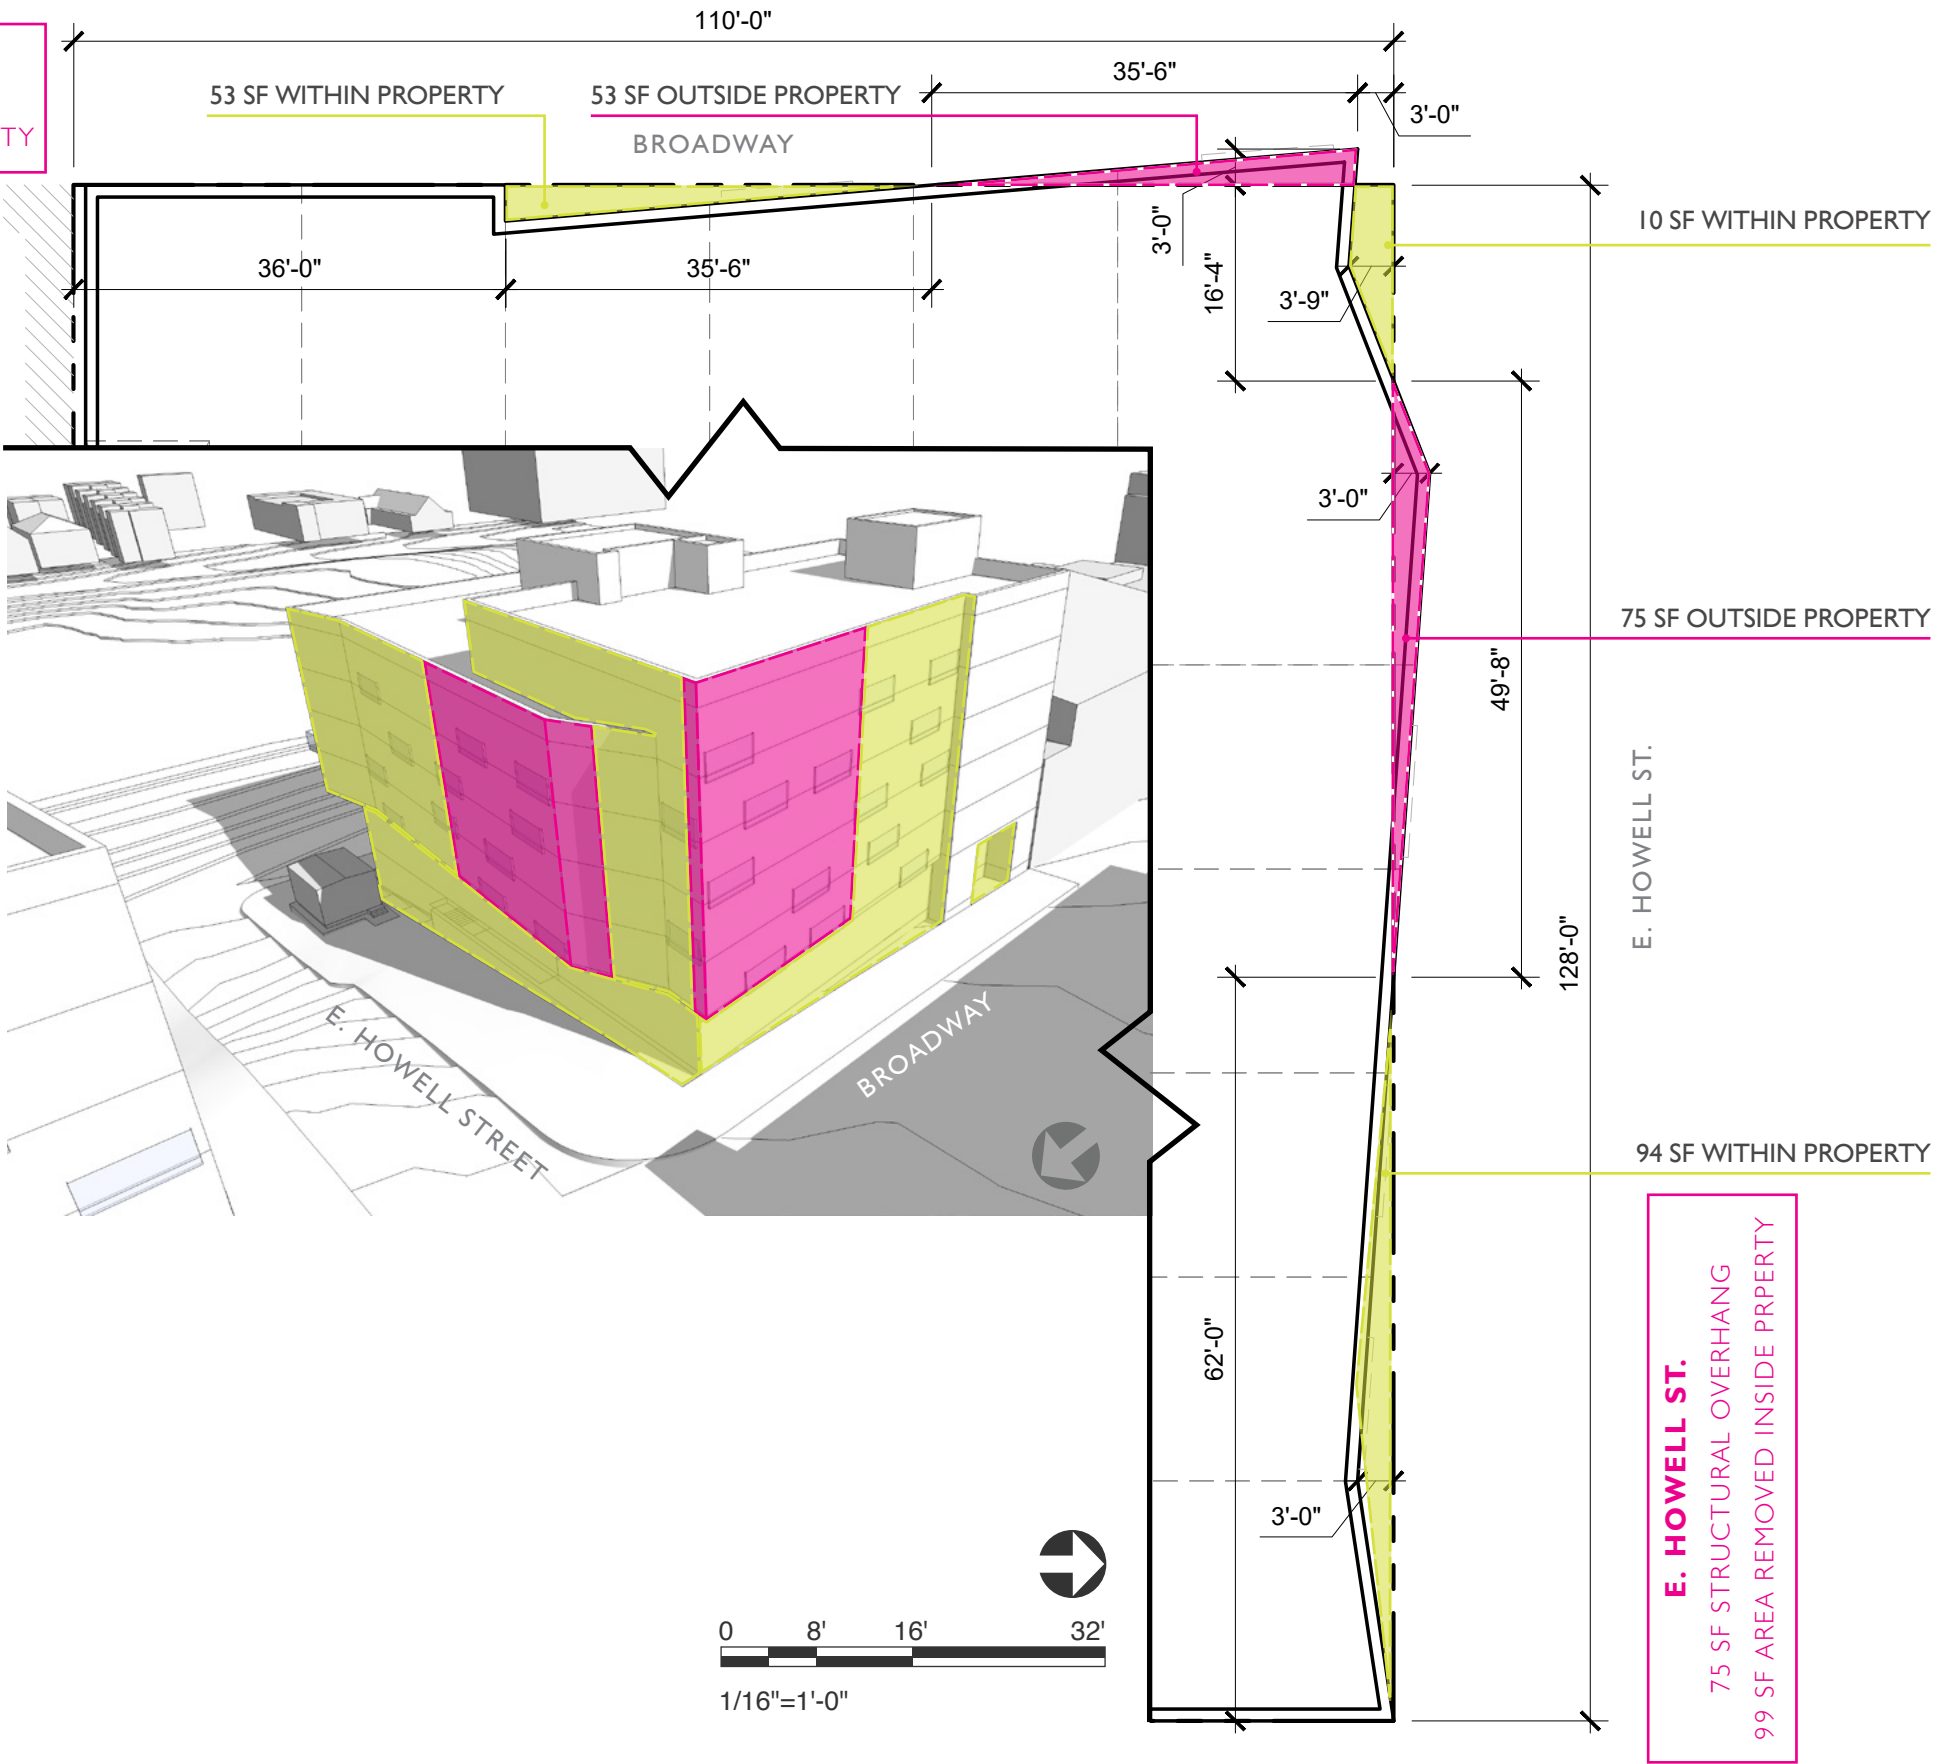 110'-0"
35'-6"
53 SF WITHIN PROPERTY
53 SF OUTSIDE PROPERTY
3'-0"
TY
BROADWAY
10 SF WITHIN PROPERTY
3'-0"
36'-0"
35'-6"
16'-4"
3'-9"
3'-0"
75 SF OUTSIDE PROPERTY
49'-8"
E. HOWELL ST.
128'-0"
E. HOWELL STREET
BROADWAY
94 SF WITHIN PROPERTY
62'-0"
3'-0"
E. HOWELL ST.
75 SF STRUCTURAL OVERHANG
99 SF AREA REMOVED INSIDE PRPERTY
0 8' 16' 32'
1/16"=1'-0"